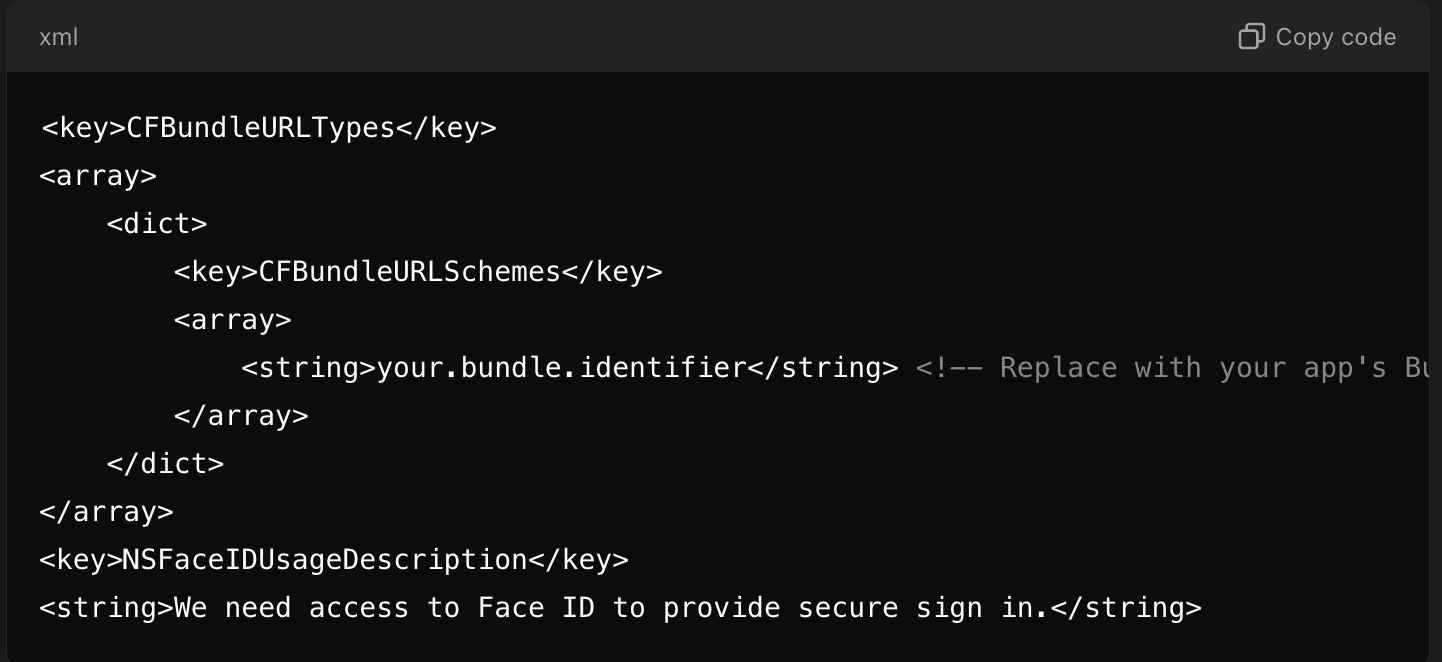 xml
Copy code
<key>CFBundleURLTypes</key>
<array>
    <dict>
        <key>CFBundleURLSchemes</key>
        <array>
            <string>your.bundle.identifier</string> <!-- Replace with your app's
        </array>
    </dict>
</array>
<key>NSFaceIDUsageDescription</key>
<string>We need access to Face ID to provide secure sign in.</string>